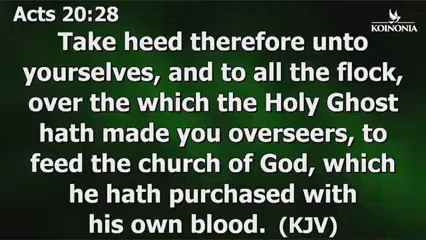 Acts 20:28
KOINONIA
Take heed therefore unto
yourselves, and to all the flock,
over the which the Holy Ghost
hath made you overseers, to
feed the church of God, which
he hath purchased with
his own blood. (KJV)